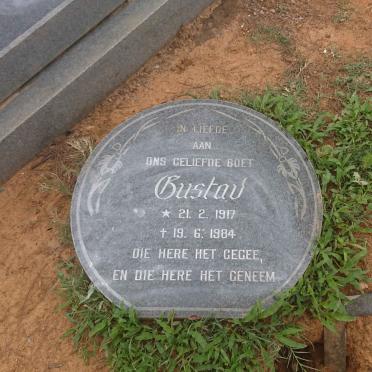 IN LIEFDE
AAN
ONS GELIEFDE BOET
Gustav
★ 21. 2. 1917
✝ 19. 6. 1984
DIE HERE HET GEGEE,
EN DIE HERE HET GENEEM